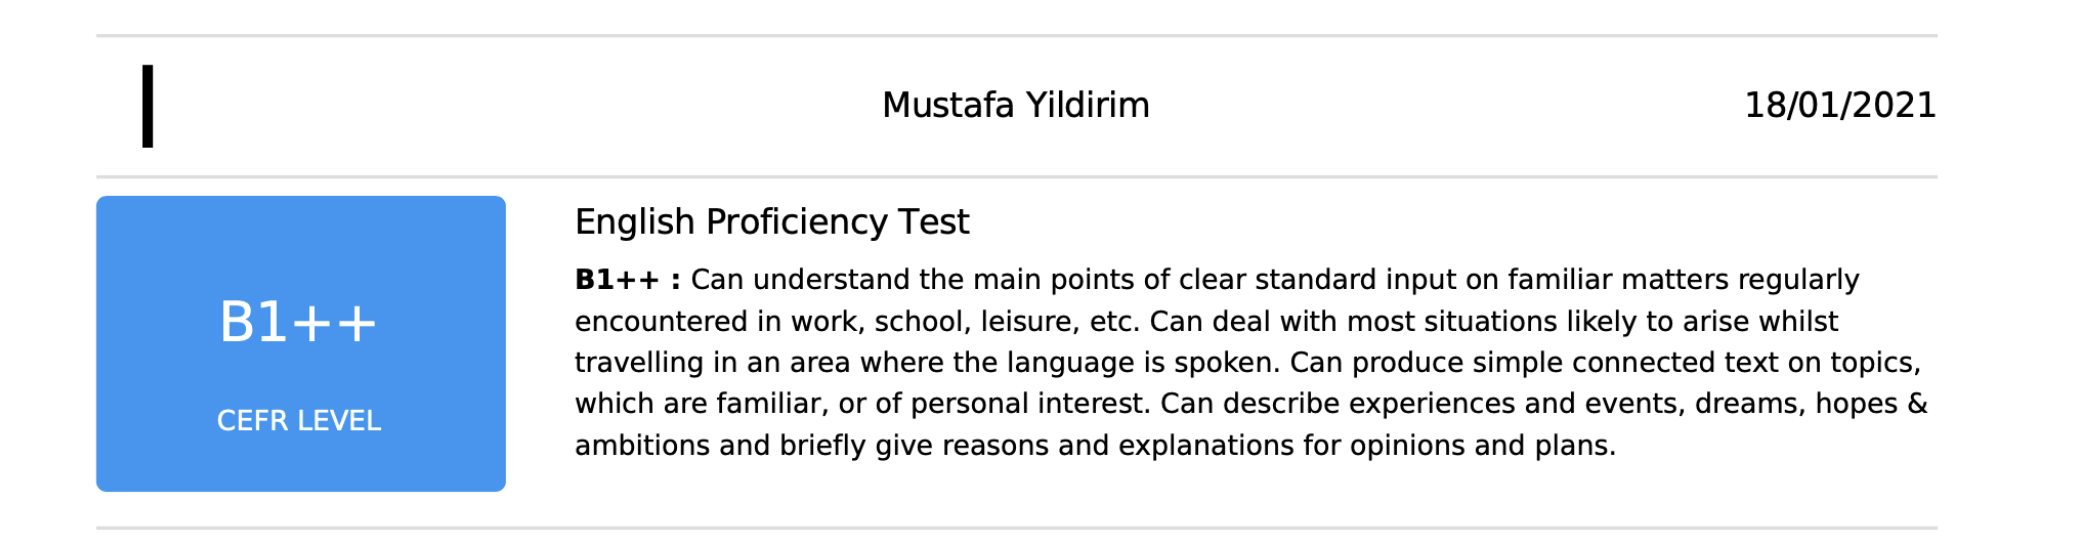 Mustafa Yildirim
18/01/2021
English Proficiency Test
B1++ : Can understand the main points of clear standard input on familiar matters regularly
encountered in work, school, leisure, etc. Can deal with most situations likely to arise whilst
travelling in an area where the language is spoken. Can produce simple connected text on topics,
which are familiar, or of personal interest. Can describe experiences and events, dreams, hopes &
ambitions and briefly give reasons and explanations for opinions and plans.
B1++
CEFR LEVEL